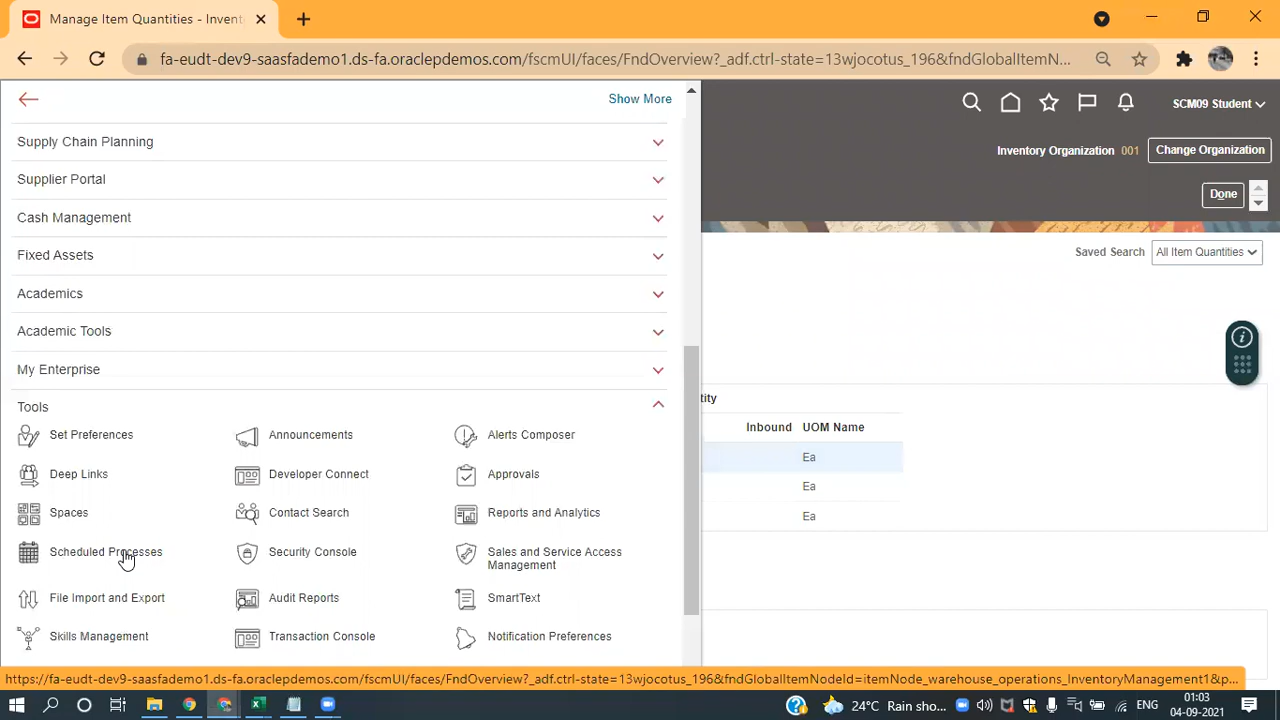 Manage Item Quantities - Invent
fa-eudt-dev9-saasfademo1.ds-fa.oraclepdemos.com/fscmUI/faces/FndOverview?_adf.ctrl-state=13wjocotus_196&fndGlobalItemN...
Show More
SCM09 Student
Supply Chain Planning
Inventory Organization 001 Change Organization
Supplier Portal
Done
Cash Management
Fixed Assets
Saved Search All Item Quantities
Academics
Academic Tools
My Enterprise
Tools
tity
Inbound UOM Name
Set Preferences Announcements Alerts Composer
Ea
Deep Links Developer Connect Approvals
Ea
Spaces Contact Search Reports and Analytics
Ea
Scheduled Processes Security Console Sales and Service Access Management
File Import and Export Audit Reports SmartText
Skills Management Transaction Console Notification Preferences
https://fa-eudt-dev9-saasfademo1.ds-fa.oraclepdemos.com/fscmUI/faces/FndOverview?_adf.ctrl-state=13wjocotus_196&fndGlobalItemNodeId=itemNode_warehouse_operations_InventoryManagement1&p...
24°C Rain sho...
01:03
04-09-2021